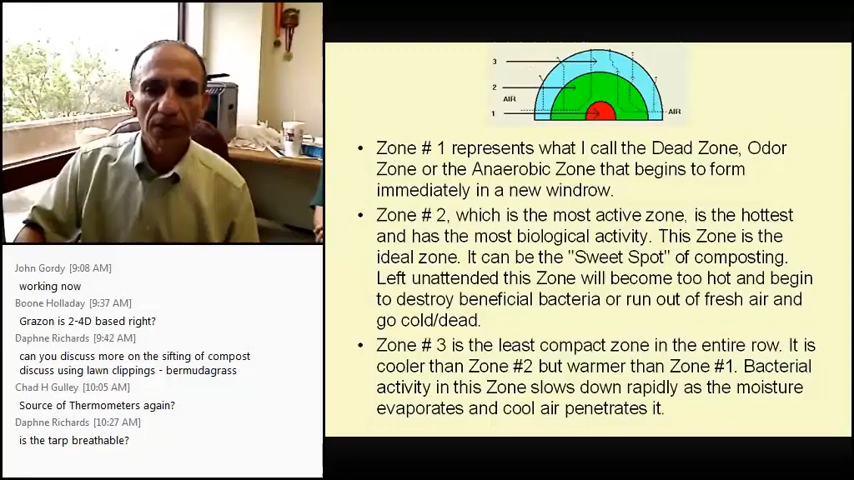 John Gordy [9:08 AM]
working now
Boone Holladay [9:37 AM]
Grazon is 2-4D based right?
Daphne Richards [9:42 AM]
can you discuss more on the sifting of compost
discuss using lawn clippings - bermudagrass
Chad H Gulley [10:05 AM]
Source of Thermometers again?
Daphne Richards [10:27 AM]
is the tarp breathable?
3
2
AIR
1
AIR
• Zone # 1 represents what I call the Dead Zone, Odor
Zone or the Anaerobic Zone that begins to form
immediately in a new windrow.
• Zone # 2, which is the most active zone, is the hottest
and has the most biological activity. This Zone is the
ideal zone. It can be the "Sweet Spot" of composting.
Left unattended this Zone will become too hot and begin
to destroy beneficial bacteria or run out of fresh air and
go cold/dead.
• Zone # 3 is the least compact zone in the entire row. It is
cooler than Zone #2 but warmer than Zone #1. Bacterial
activity in this Zone slows down rapidly as the moisture
evaporates and cool air penetrates it.